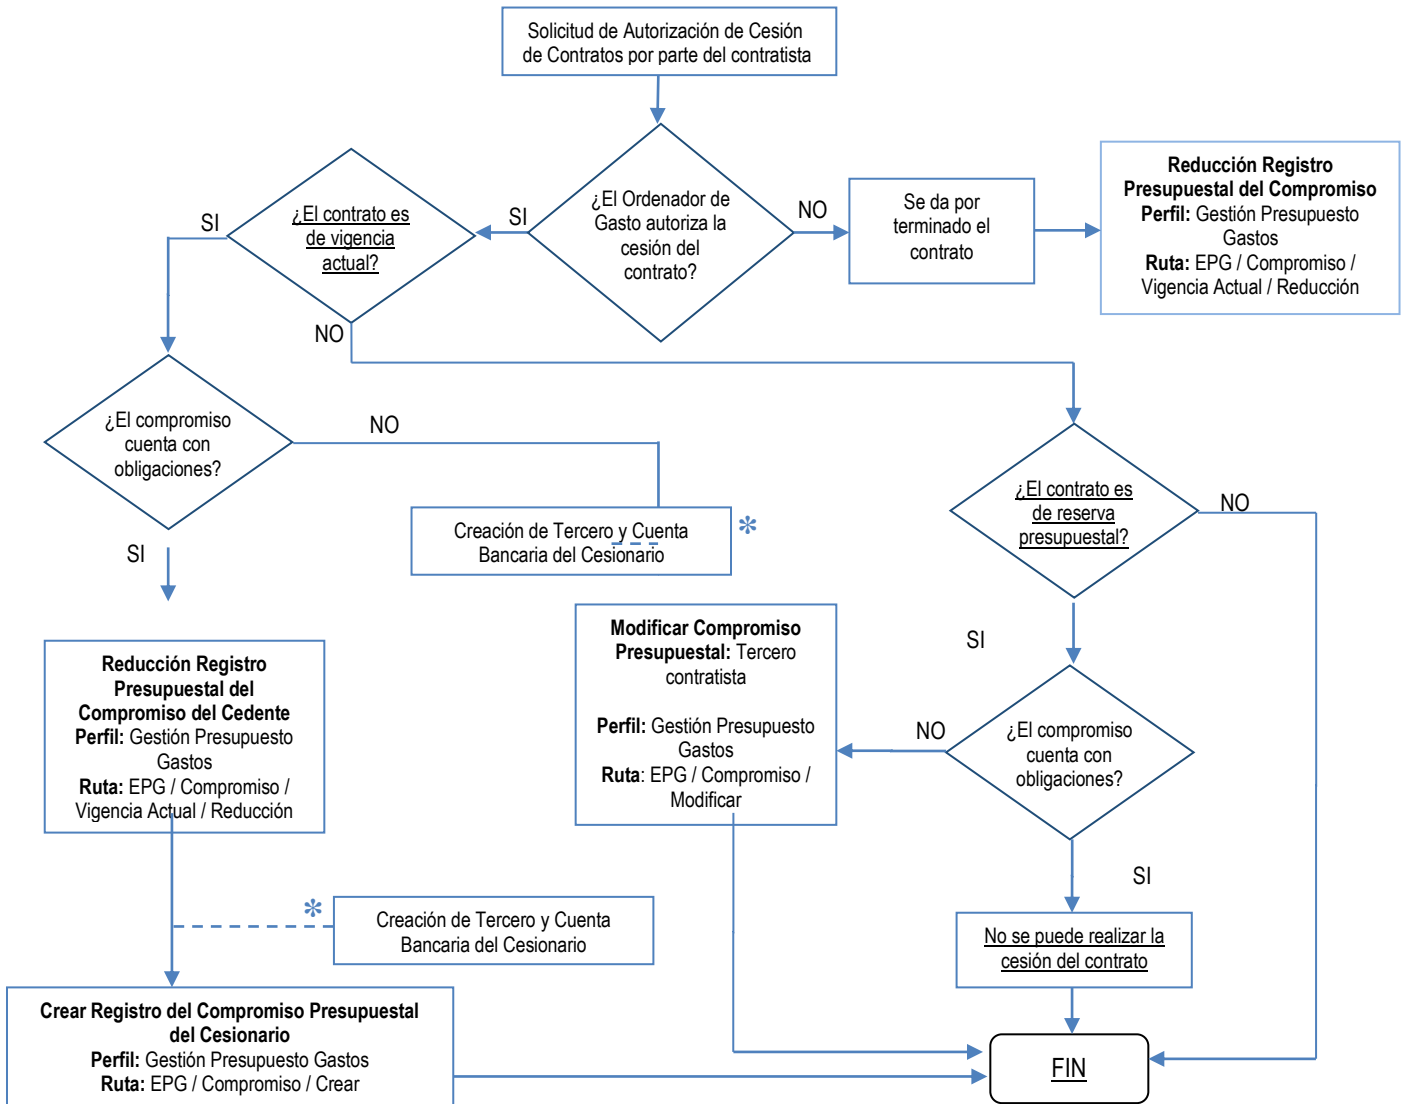 Solicitud de Autorización de Cesión
de Contratos por parte del contratista
¿El Ordenador de
Gasto autoriza la
cesión del
contrato?
SI
NO
¿El contrato es
de vigencia
actual?
SI
NO
Se da por
terminado el
contrato
Reducción Registro
Presupuestal del Compromiso
Perfil: Gestión Presupuesto
Gastos
Ruta: EPG / Compromiso /
Vigencia Actual / Reducción
¿El compromiso
cuenta con
obligaciones?
NO
SI
Creación de Tercero y Cuenta
Bancaria del Cesionario
*
¿El contrato es
de reserva
presupuestal?
NO
SI
Modificar Compromiso
Presupuestal: Tercero
contratista
Perfil: Gestión Presupuesto
Gastos
Ruta: EPG / Compromiso /
Modificar
NO
¿El compromiso
cuenta con
obligaciones?
SI
Reducción Registro
Presupuestal del
Compromiso del Cedente
Perfil: Gestión Presupuesto
Gastos
Ruta: EPG / Compromiso /
Vigencia Actual / Reducción
*
Creación de Tercero y Cuenta
Bancaria del Cesionario
No se puede realizar la
cesión del contrato
Crear Registro del Compromiso Presupuestal
del Cesionario
Perfil: Gestión Presupuesto Gastos
Ruta: EPG / Compromiso / Crear
FIN